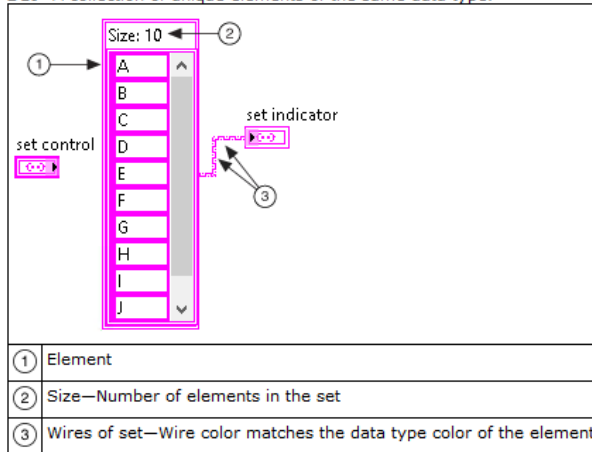 Size: 10
2
1
A
B
C
set indicator
set control
D
E
3
F
G
H
I
J
1 Element
2 Size—Number of elements in the set
3 Wires of set—Wire color matches the data type color of the element